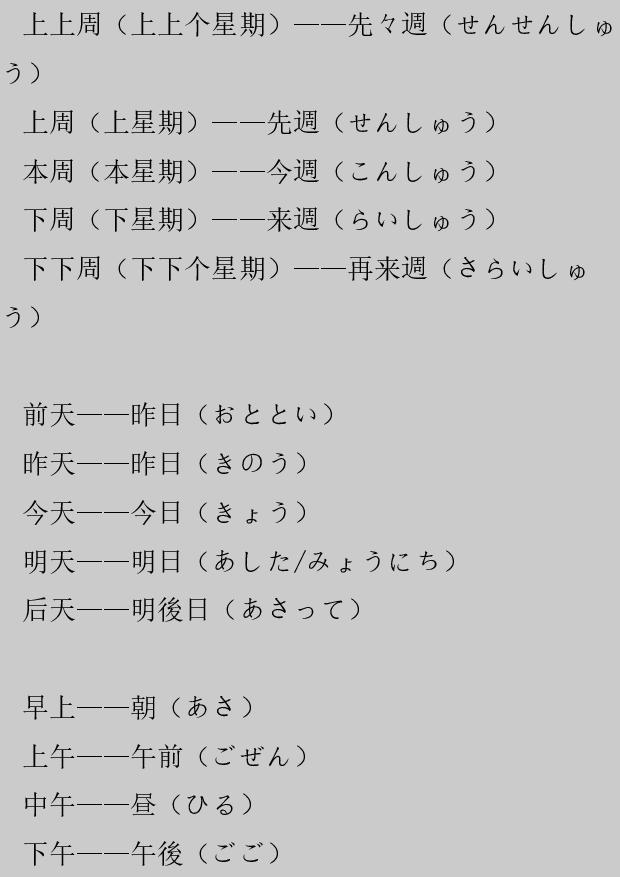 上上周（上上个星期）——先々週（せんせんしゅ
う）
上周（上星期）——先週（せんしゅう）
本周（本星期）——今週（こんしゅう）
下周（下星期）——来週（らいしゅう）
下下周（下下个星期）——再来週（さらいしゅ
う）
前天——昨日（おととい）
昨天——昨日（きのう）
今天——今日（きょう）
明天——明日（あした/みょうにち）
后天——明後日（あさって）
早上——朝（あさ）
上午——午前（ごぜん）
中午——昼（ひる）
下午——午後（ごご）